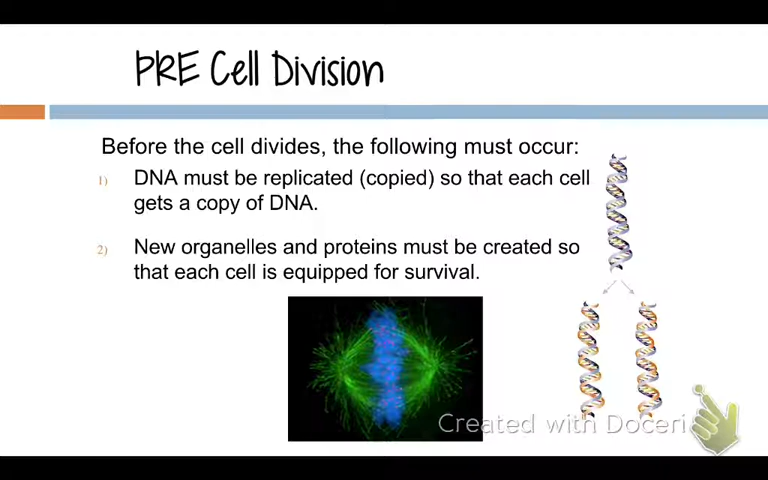 PRE Cell Division
Before the cell divides, the following must occur:
1) DNA must be replicated (copied) so that each cell
gets a copy of DNA.
2) New organelles and proteins must be created so
that each cell is equipped for survival.
Created with Doceri